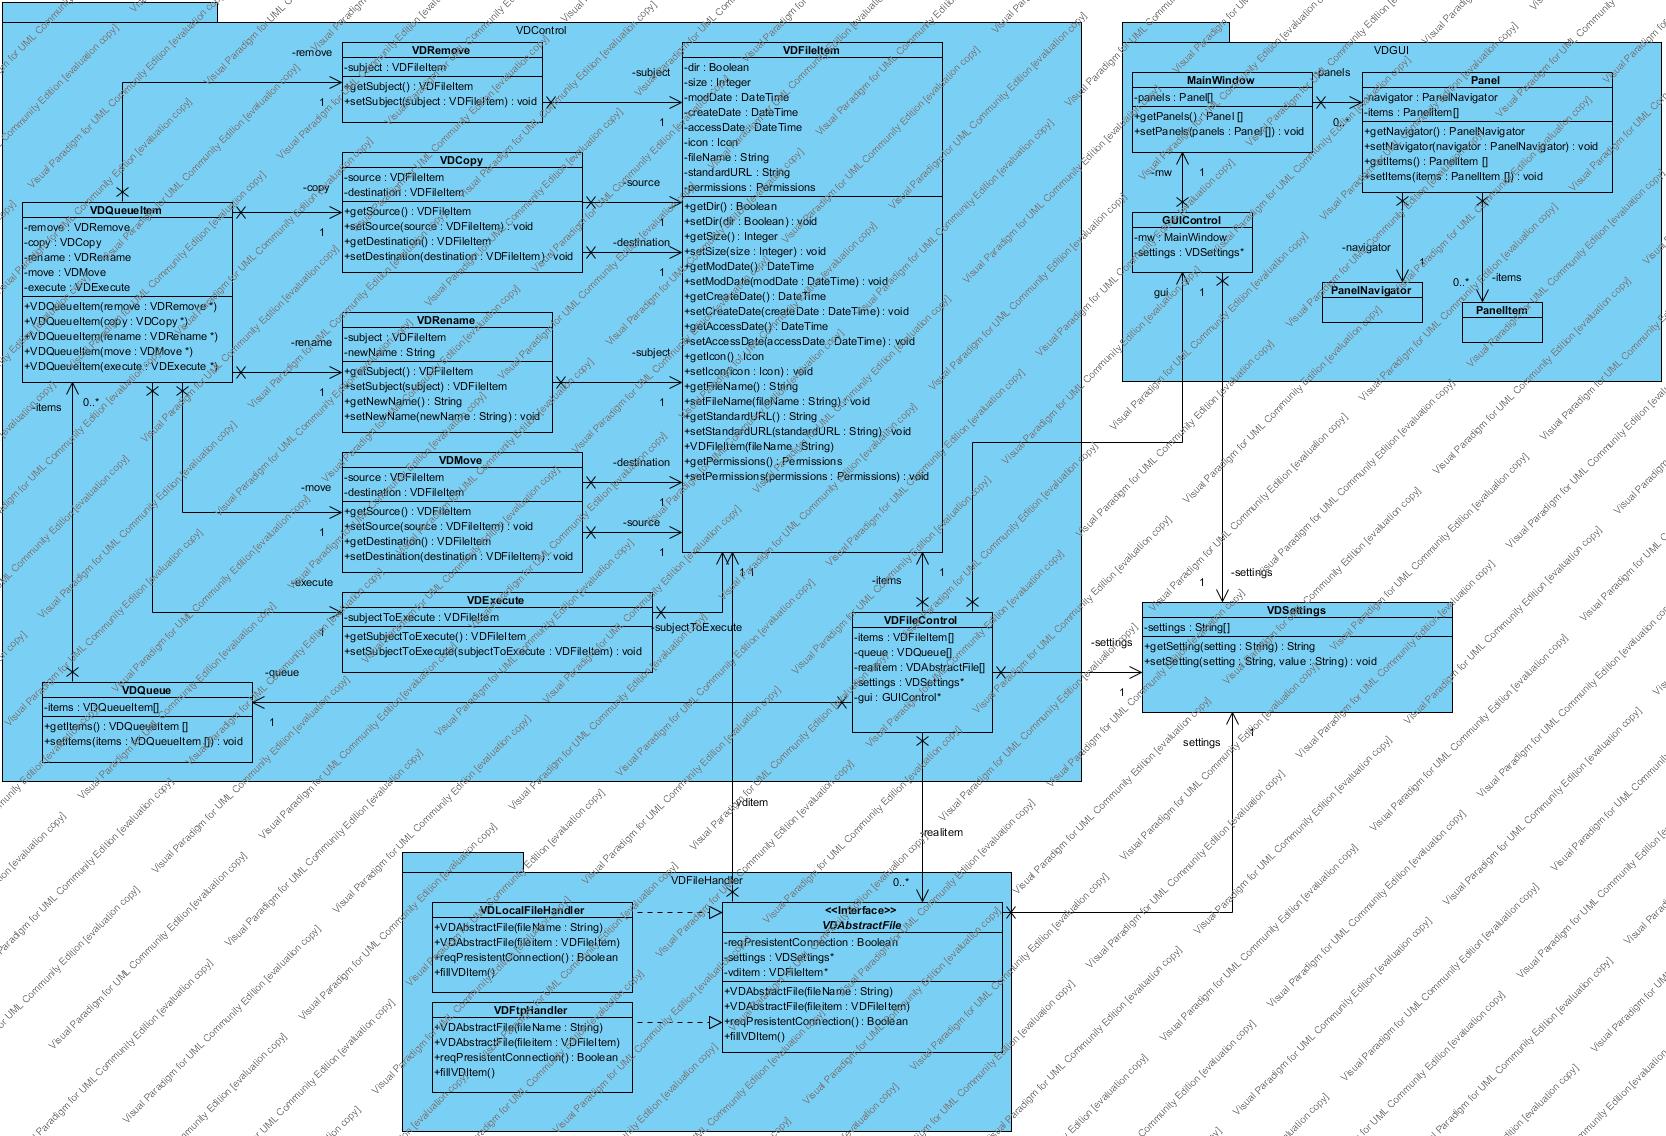 VDControl
-remove
1
VDRemove
-subject : VDFileItem
+getSubject() : VDFileItem
+setSubject(subject : VDFileItem) : void
-subject
1
-copy
1
VDCopy
-source : VDFileItem
-destination : VDFileItem
+getSource() : VDFileItem
+setSource(source : VDFileItem) : void
+getDestination() : VDFileItem
+setDestination(destination : VDFileItem) : void
-source
1
-destination
1
VDQueueItem
-remove : VDRemove
-copy : VDCopy
-rename : VDRename
-move : VDMove
-execute : VDExecute
+VDQueueItem(remove : VDRemove *)
+VDQueueItem(copy : VDCopy *)
+VDQueueItem(rename : VDRename *)
+VDQueueItem(move : VDMove *)
+VDQueueItem(execute : VDExecute *)
-items
0..*
-rename
1
VDRename
-subject : VDFileItem
-newName : String
+getSubject() : VDFileItem
+setSubject(subject) : VDFileItem
+getNewName() : String
+setNewName(newName : String) : void
-subject
1
-move
1
VDMove
-source : VDFileItem
-destination : VDFileItem
+getSource() : VDFileItem
+setSource(source : VDFileItem) : void
+getDestination() : VDFileItem
+setDestination(destination : VDFileItem) : void
-destination
1
-source
1
-execute
1
VDExecute
-subjectToExecute : VDFileItem
+getSubjectToExecute() : VDFileItem
+setSubjectToExecute(subjectToExecute : VDFileItem) : void
-subjectToExecute
1
1
VDFileItem
-dir : Boolean
-size : Integer
-modDate : DateTime
-createDate : DateTime
-accessDate : DateTime
-icon : Icon
-fileName : String
-standardURL : String
-permissions : Permissions
+getDir() : Boolean
+setDir(dir : Boolean) : void
+getSize() : Integer
+setSize(size : Integer) : void
+getModDate() : DateTime
+setModDate(modDate : DateTime) : void
+getCreateDate() : DateTime
+setCreateDate(createDate : DateTime) : void
+getAccessDate() : DateTime
+setAccessDate(accessDate : DateTime) : void
+getIcon() : Icon
+setIcon(icon : Icon) : void
+getFileName() : String
+setFileName(fileName : String) : void
+getStandardURL() : String
+setStandardURL(standardURL : String) : void
+VDFileItem(fileName : String)
+getPermissions() : Permissions
+setPermissions(permissions : Permissions) : void
-items
1
VDFileControl
-items : VDFileItem[]
-queue : VDQueue[]
-realitem : VDAbstractFile[]
-settings : VDSettings*
-gui : GUIControl*
-queue
1
VDQueue
-items : VDQueueItem[]
+getItems() : VDQueueItem []
+setItems(items : VDQueueItem []) : void
VDGUI
MainWindow
-panels : Panel[]
+getPanels() : Panel []
+setPanels(panels : Panel []) : void
-panels
0..*
Panel
-navigator : PanelNavigator
-items : PanelItem[]
+getNavigator() : PanelNavigator
+setNavigator(navigator : PanelNavigator) : void
+getItems() : PanelItem []
+setItems(items : PanelItem []) : void
-mw
1
GUIControl
-mw : MainWindow
-settings : VDSettings*
gui
1
-navigator
1
PanelNavigator
-items
0..*
PanelItem
-settings
1
VDSettings
-settings : String[]
+getSetting(setting : String) : String
+setSetting(setting : String, value : String) : void
-settings
1
settings
1
vditem
realitem
0..*
VDFileHandler
VDLocalFileHandler
+VDAbstractFile(fileName : String)
+VDAbstractFile(fileitem : VDFileItem)
+reqPresistentConnection() : Boolean
+fillVDItem()
VDFtpHandler
+VDAbstractFile(fileName : String)
+VDAbstractFile(fileitem : VDFileItem)
+reqPresistentConnection() : Boolean
+fillVDItem()
<<Interface>>
VDAbstractFile
-reqPresistentConnection : Boolean
-settings : VDSettings*
-vditem : VDFileItem*
+VDAbstractFile(fileName : String)
+VDAbstractFile(fileitem : VDFileItem)
+reqPresistentConnection() : Boolean
+fillVDItem()
Visual Paradigm for UML Community Edition [evaluation copy]